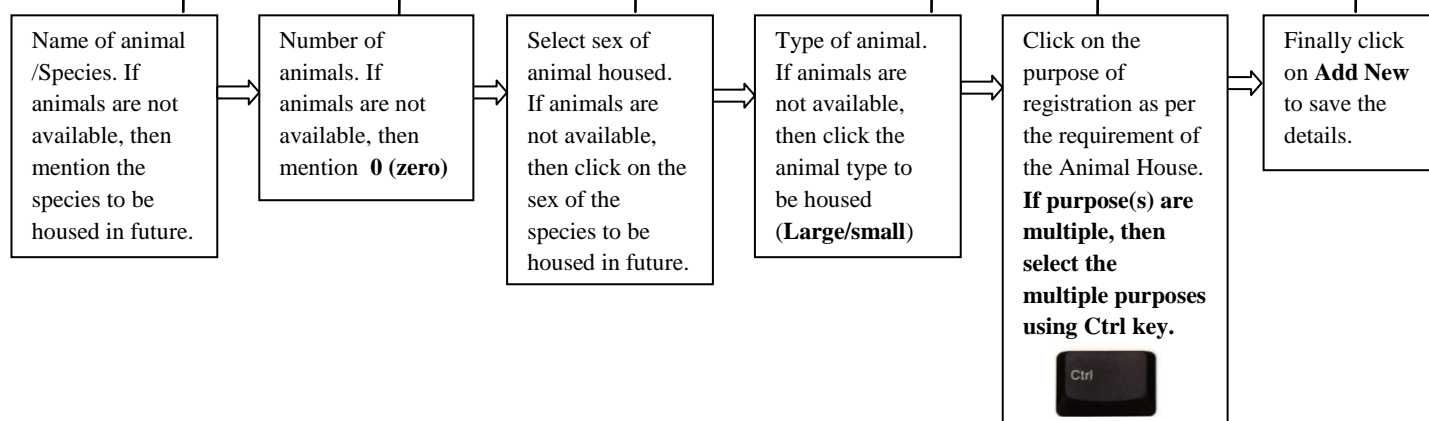 Name of animal
/Species. If
animals are not
available, then
mention the
species to be
housed in future.
Number of
animals. If
animals are not
available, then
mention 0 (zero)
Select sex of
animal housed.
If animals are
not available,
then click on the
sex of the
species to be
housed in future.
Type of animal.
If animals are
not available,
then click the
animal type to
be housed
(Large/small)
Click on the
purpose of
registration as per
the requirement of
the Animal House.
If purpose(s) are
multiple, then
select the
multiple purposes
using Ctrl key.
Ctrl
Finally click
on Add New
to save the
details.